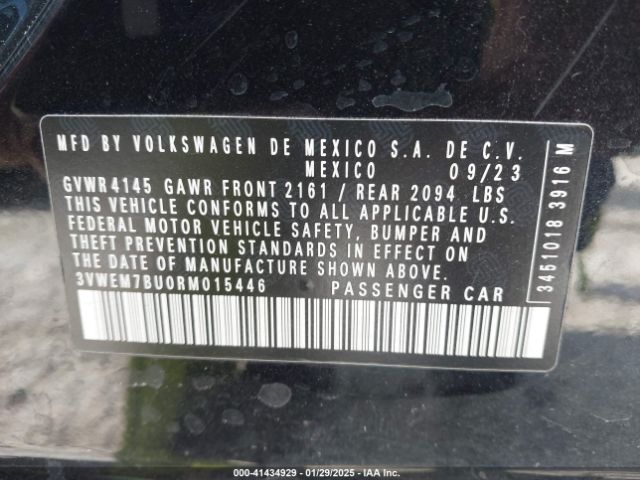 MFD BY VOLKSWAGEN DE MEXICO S.A. DE C.V.
MEXICO 09/23
GVWR4145 GAWR FRONT 2161 / REAR 2094 LBS
THIS VEHICLE CONFORMS TO ALL APPLICABLE U.S.
FEDERAL MOTOR VEHICLE SAFETY, BUMPER AND
THEFT PREVENTION STANDARDS IN EFFECT ON
THE DATE OF MANUFACTURE SHOWN ABOVE.
3VWEM7BU0RM015446 PASSENGER CAR
3451018 3916 M
000-41434929 - 01/29/2025 - IAA Inc.